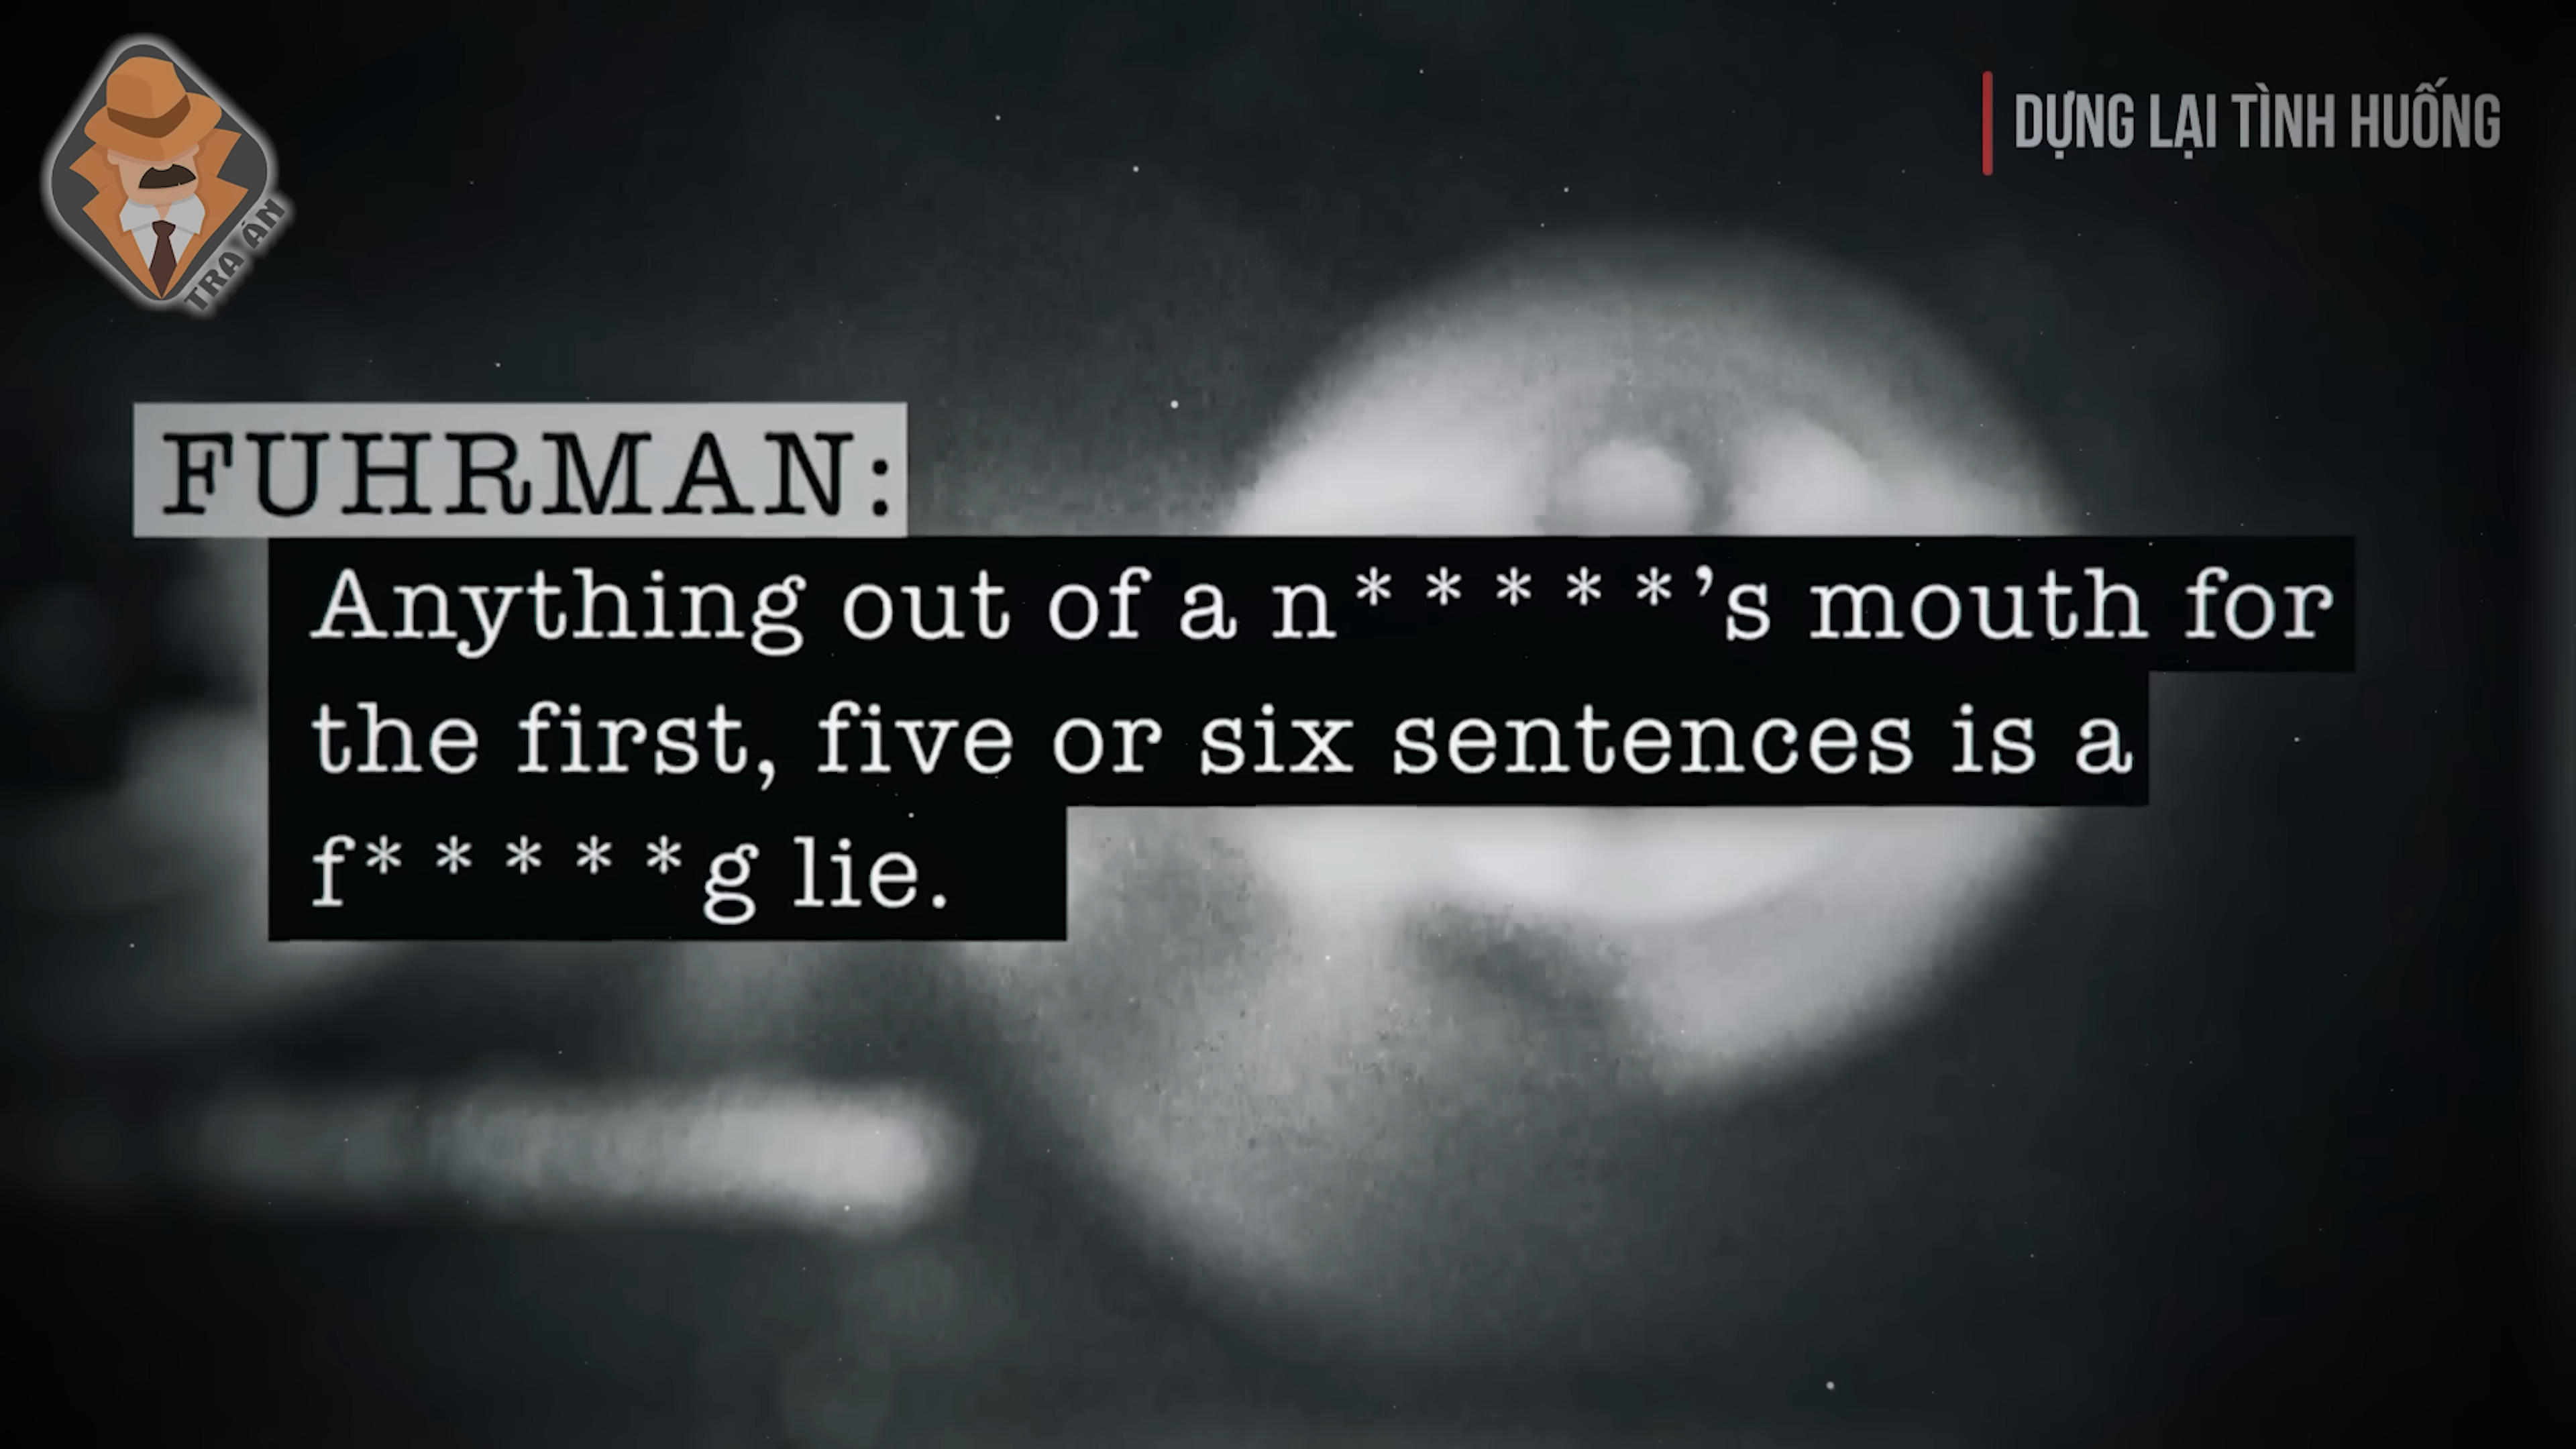 TRA ÁN
DỰNG LẠI TÌNH HUỐNG
FUHRMAN:
Anything out of a n*****'s mouth for
the first, five or six sentences is a
f*****g lie.